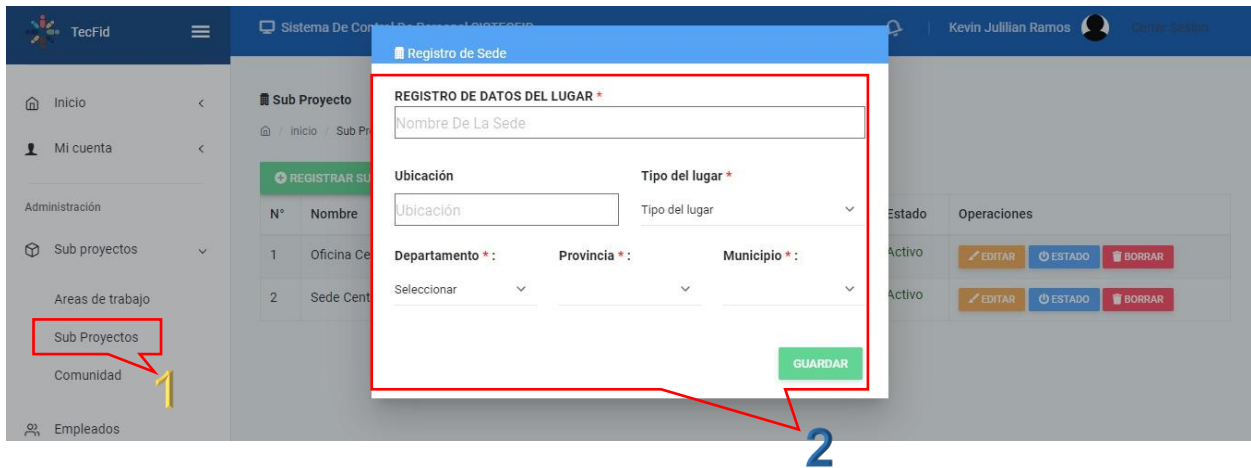 TecFid
Sistema De Control De Personal SISTECFID
Kevin Julilian Ramos
Cerrar Sesion
Inicio
Mi cuenta
Administración
Sub proyectos
Areas de trabajo
Sub Proyectos
Comunidad
Empleados
1
Sub Proyecto
/ inicio / Sub Pr
REGISTRAR SU
N° Nombre Estado Operaciones
1 Oficina Ce Activo EDITAR ESTADO BORRAR
2 Sede Cent Activo EDITAR ESTADO BORRAR
Registro de Sede
REGISTRO DE DATOS DEL LUGAR *
Nombre De La Sede
Ubicación Tipo del lugar *
Ubicación Tipo del lugar
Departamento * : Provincia * : Municipio * :
Seleccionar
GUARDAR
2